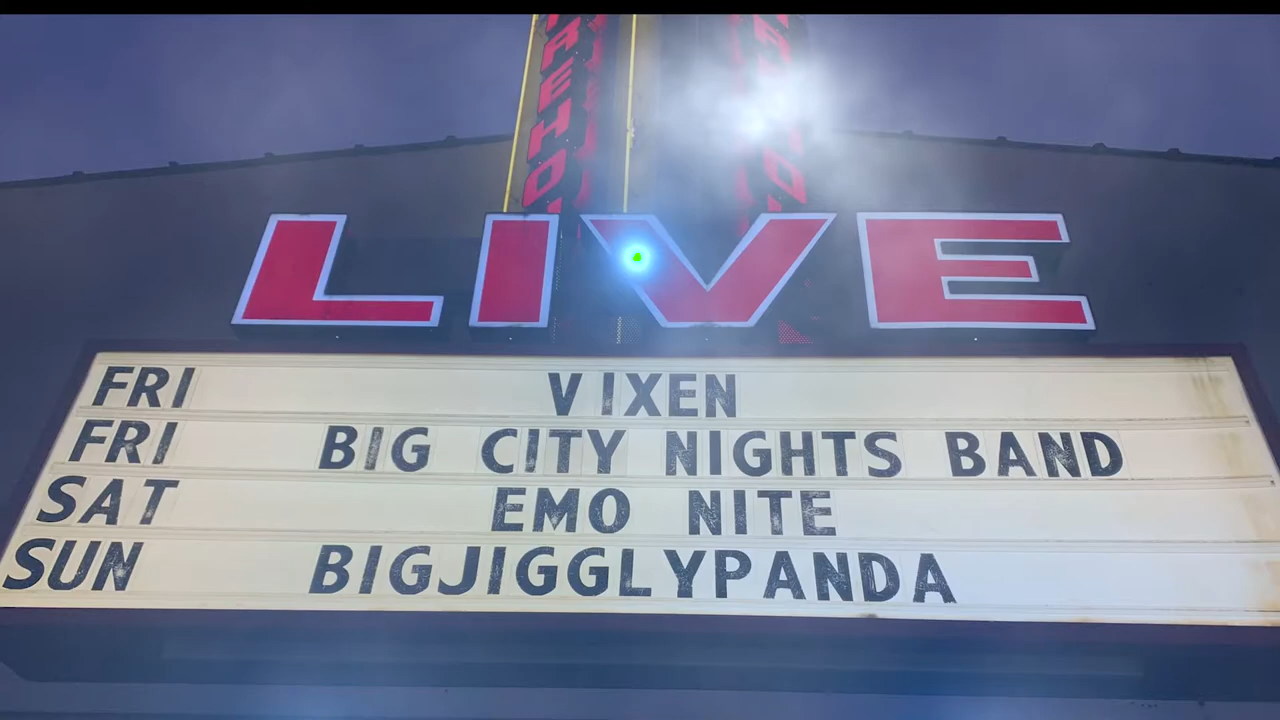 LIVE
FRI VIXEN
FRI BIG CITY NIGHTS BAND
SAT EMO NITE
SUN BIGJIGGLYPANDA